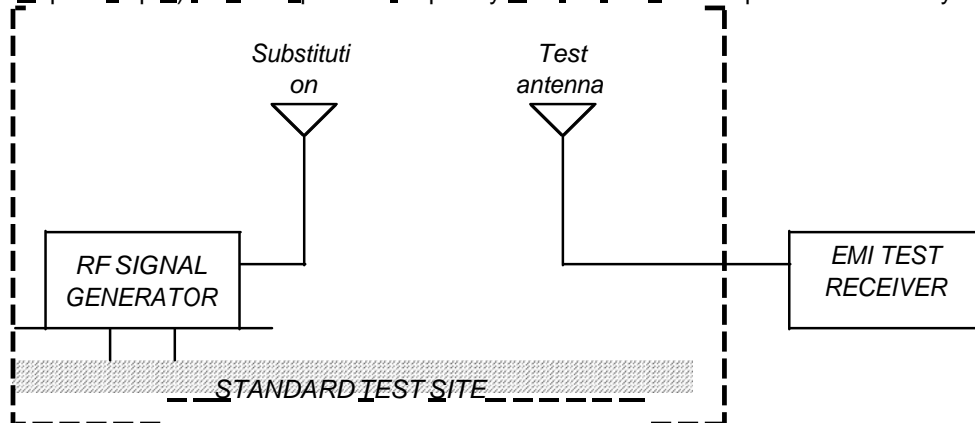 Substituti
on
Test
antenna
RF SIGNAL
GENERATOR
EMI TEST
RECEIVER
STANDARD TEST SITE